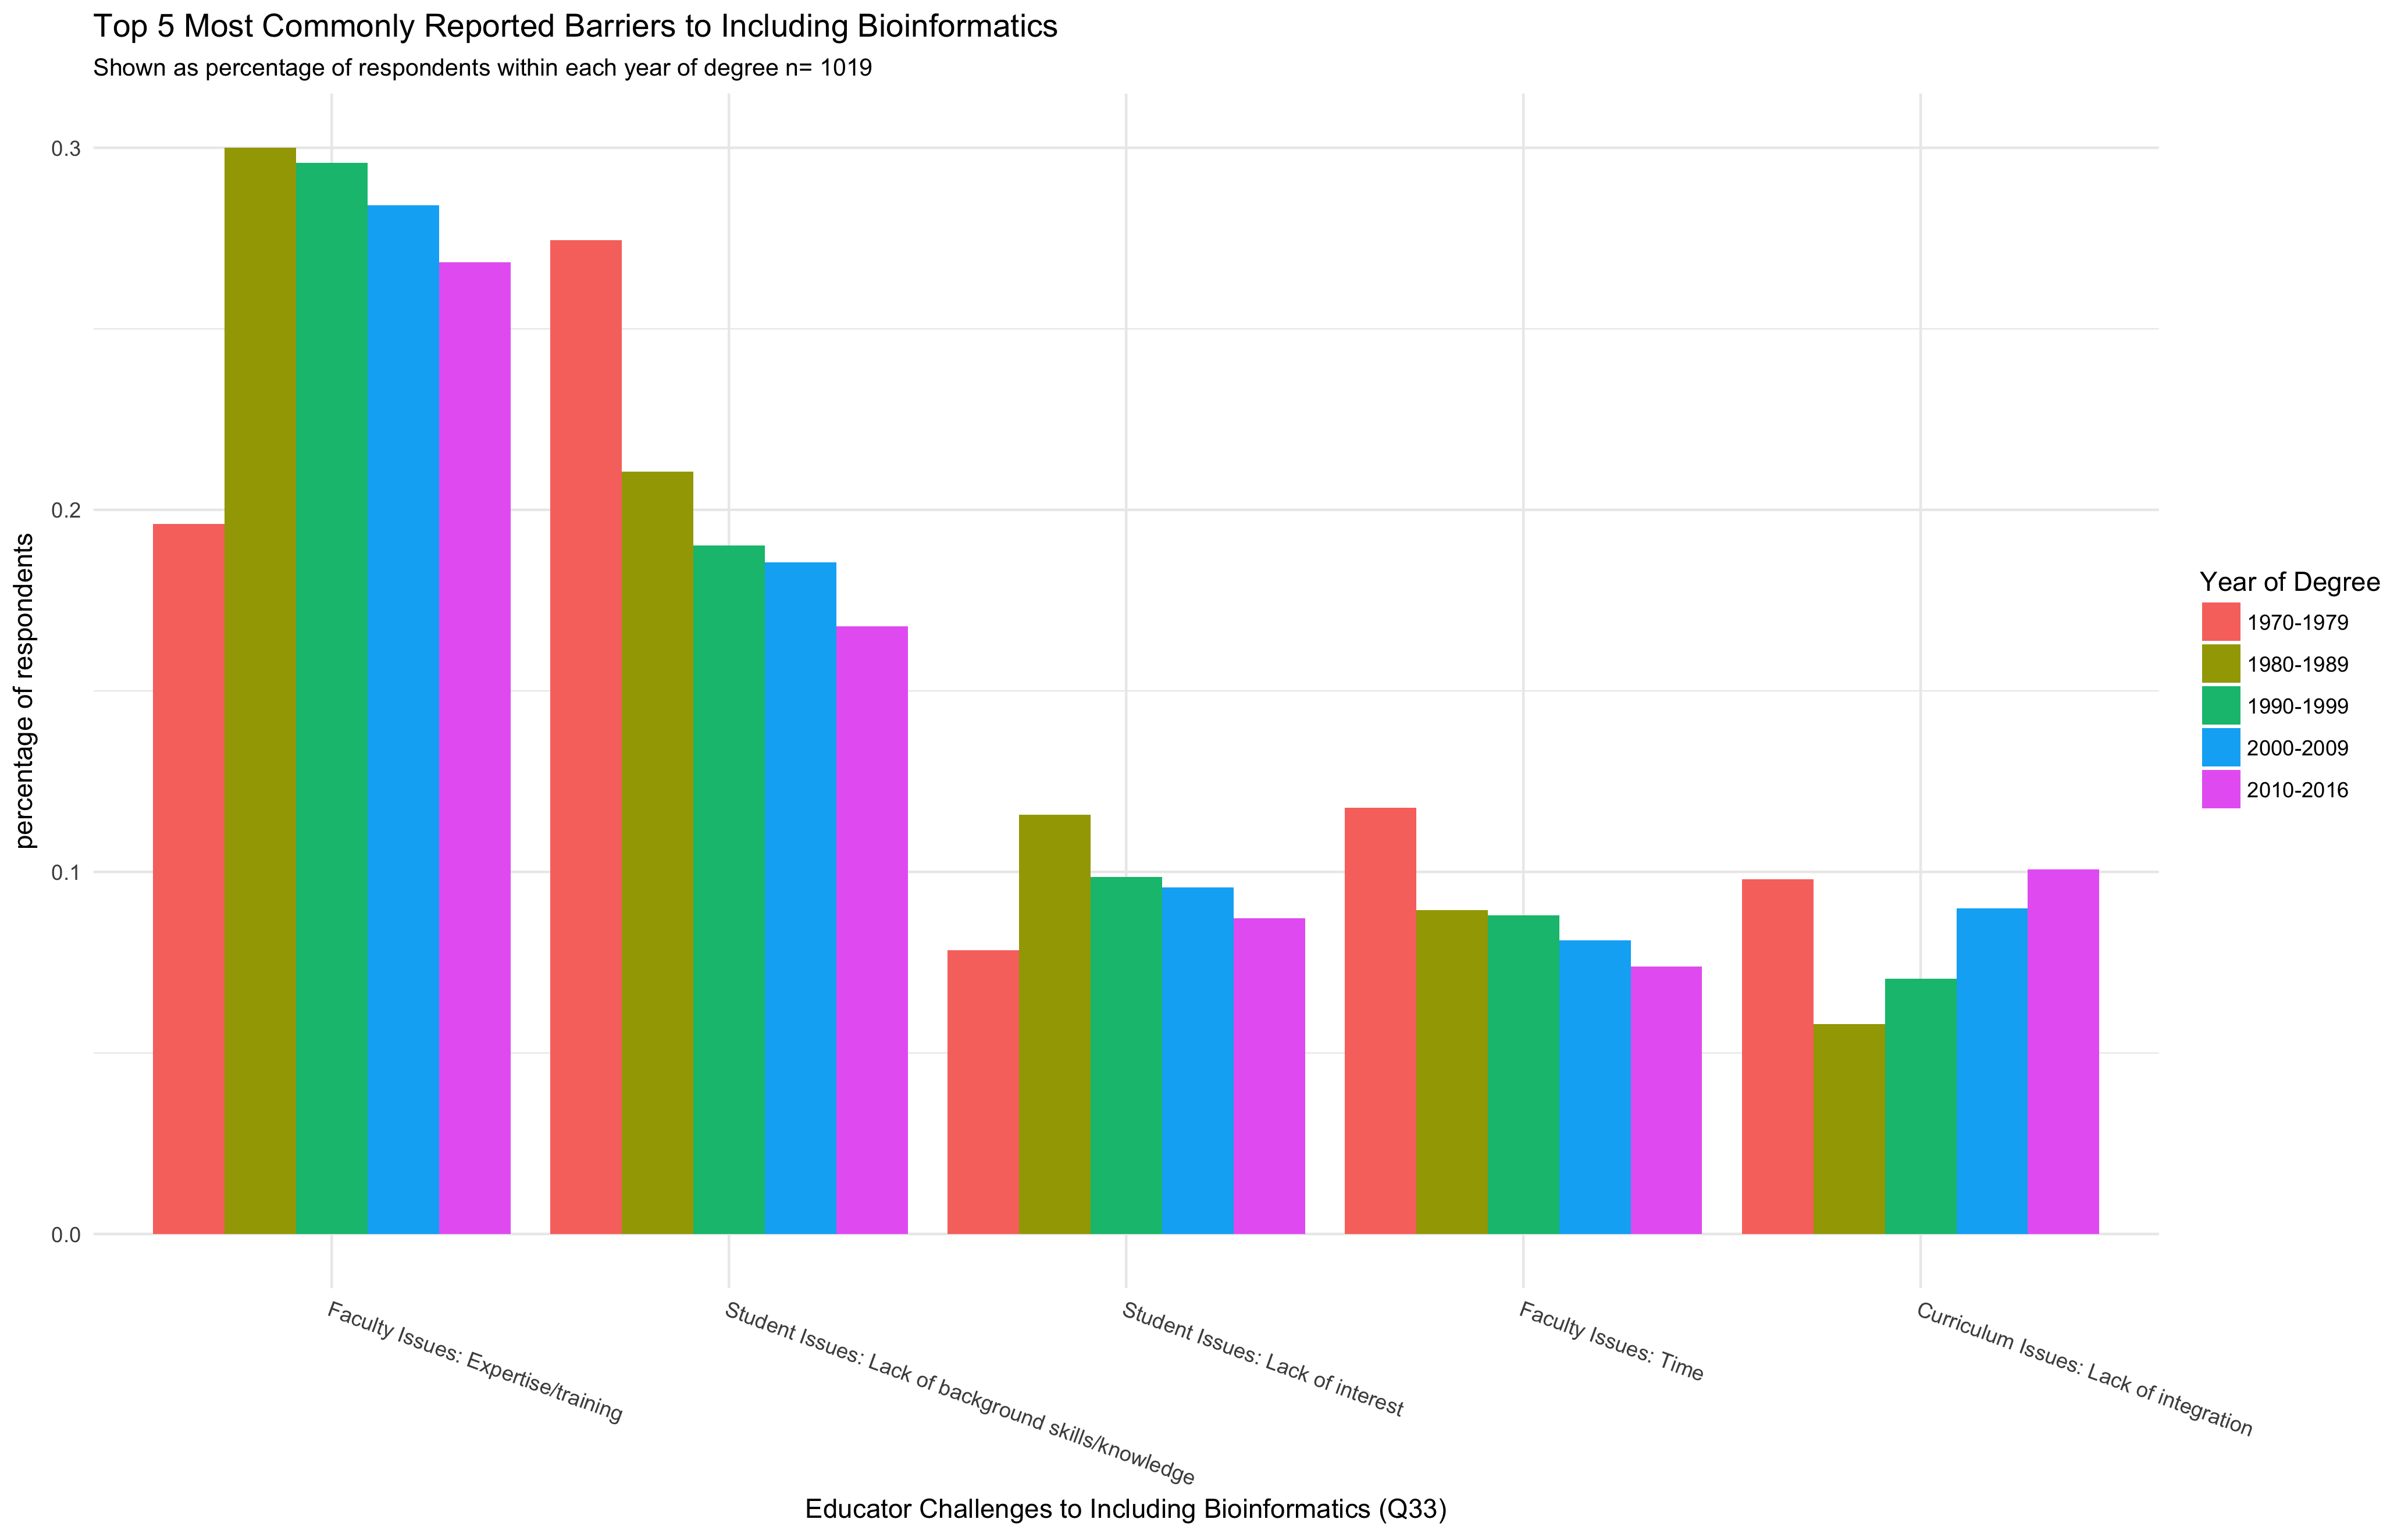 Top 5 Most Commonly Reported Barriers to Including Bioinformatics
Shown as percentage of respondents within each year of degree n= 1019
percentage of respondents
0.3
0.2
0.1
0.0
Faculty Issues: Expertise/training
Student Issues: Lack of background skills/knowledge
Student Issues: Lack of interest
Faculty Issues: Time
Curriculum Issues: Lack of integration
Educator Challenges to Including Bioinformatics (Q33)
Year of Degree
1970-1979
1980-1989
1990-1999
2000-2009
2010-2016